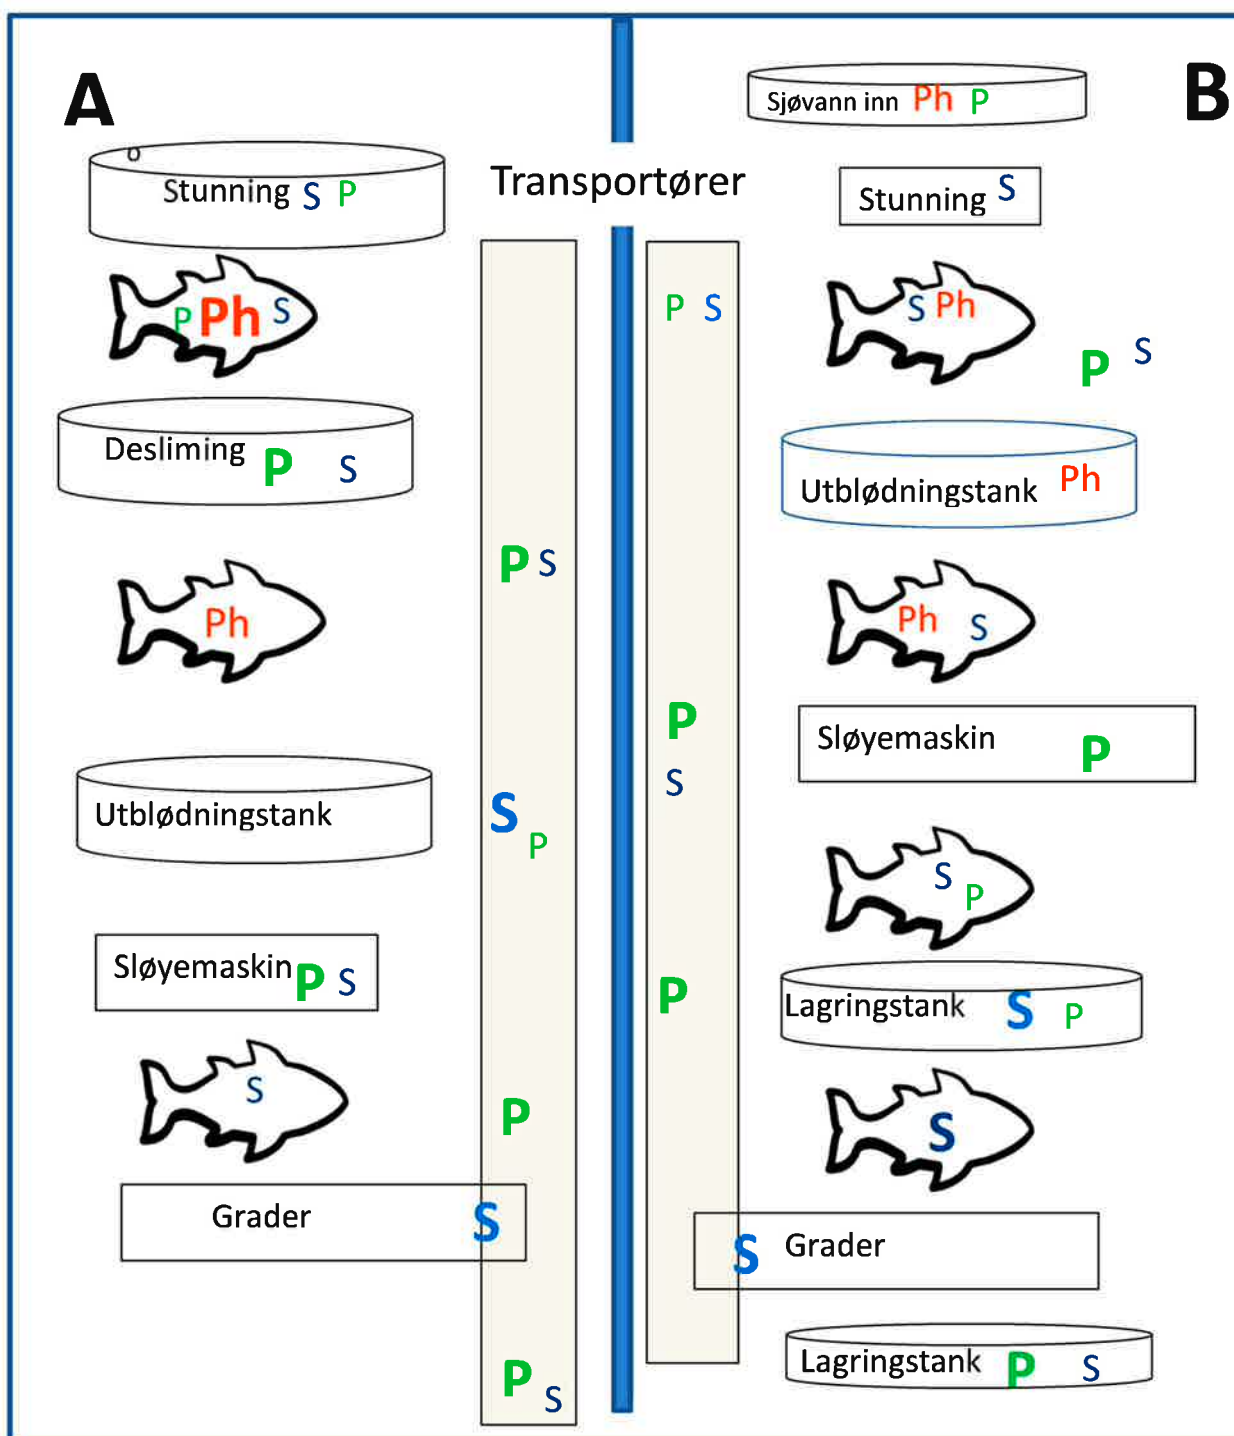 A
Stunning S P
P Ph S
Desliming P S
Ph
Utblødningstank
Sløyemaskin P S
S
Grader S
Transportører
P S
S P
P
P S
P S
P
S
P
B
Sjøvann inn Ph P
Stunning S
S Ph
P S
Utblødningstank Ph
Ph S
Sløyemaskin P
S P
Lagringstank S P
S
S Grader
Lagringstank P S